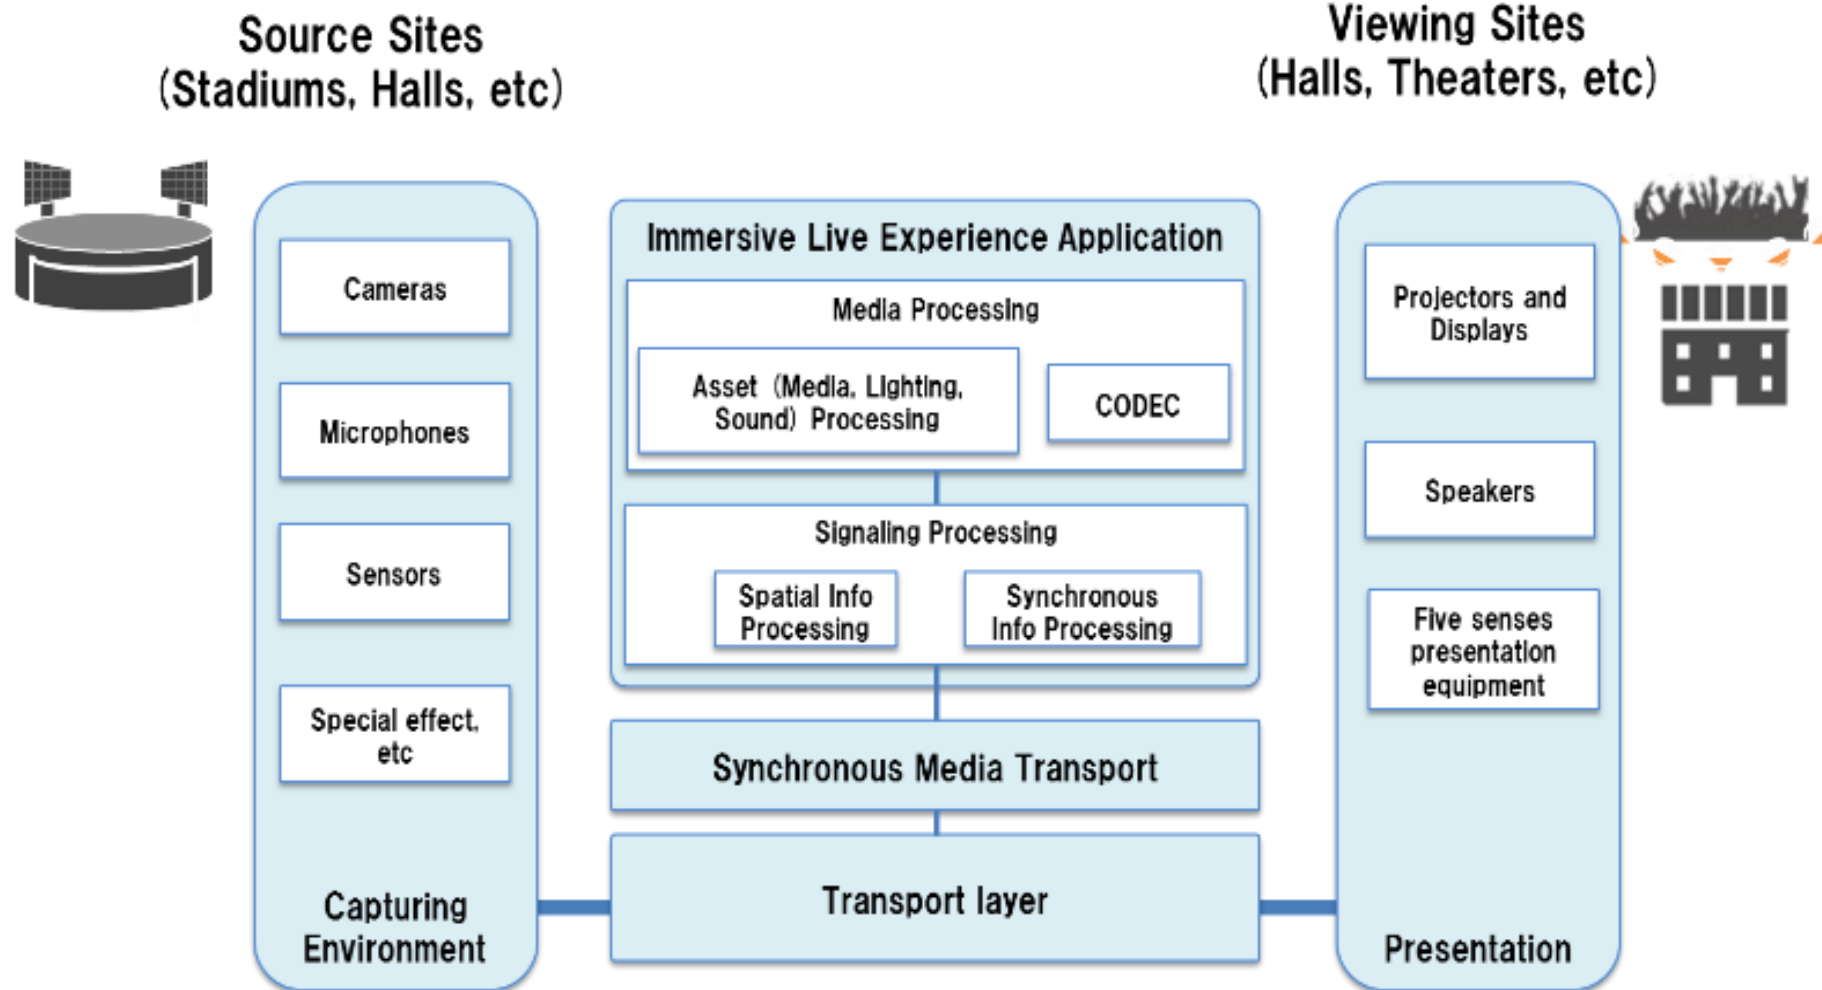 Source Sites
(Stadiums, Halls, etc)
Viewing Sites
(Halls, Theaters, etc)
Cameras
Microphones
Sensors
Special effect,
etc
Capturing
Environment
Immersive Live Experience Application
Media Processing
Asset (Media, Lighting,
Sound) Processing
CODEC
Signaling Processing
Spatial Info
Processing
Synchronous
Info Processing
Synchronous Media Transport
Transport layer
Projectors and
Displays
Speakers
Five senses
presentation
equipment
Presentation